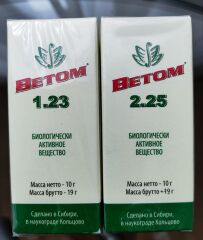 ВЕТОМ®
1.23
БИОЛОГИЧЕСКИ
АКТИВНОЕ
ВЕЩЕСТВО
Масса нетто - 10 г
Масса брутто - 19 г
Сделано в Сибири,
в наукограде Кольцово
ВЕТОМ®
2.25
БИОЛОГИЧЕСКИ
АКТИВНОЕ
ВЕЩЕСТВО
Масса нетто - 10 г
Масса брутто - 19 г
Сделано в Сибири,
в наукограде Кольцово